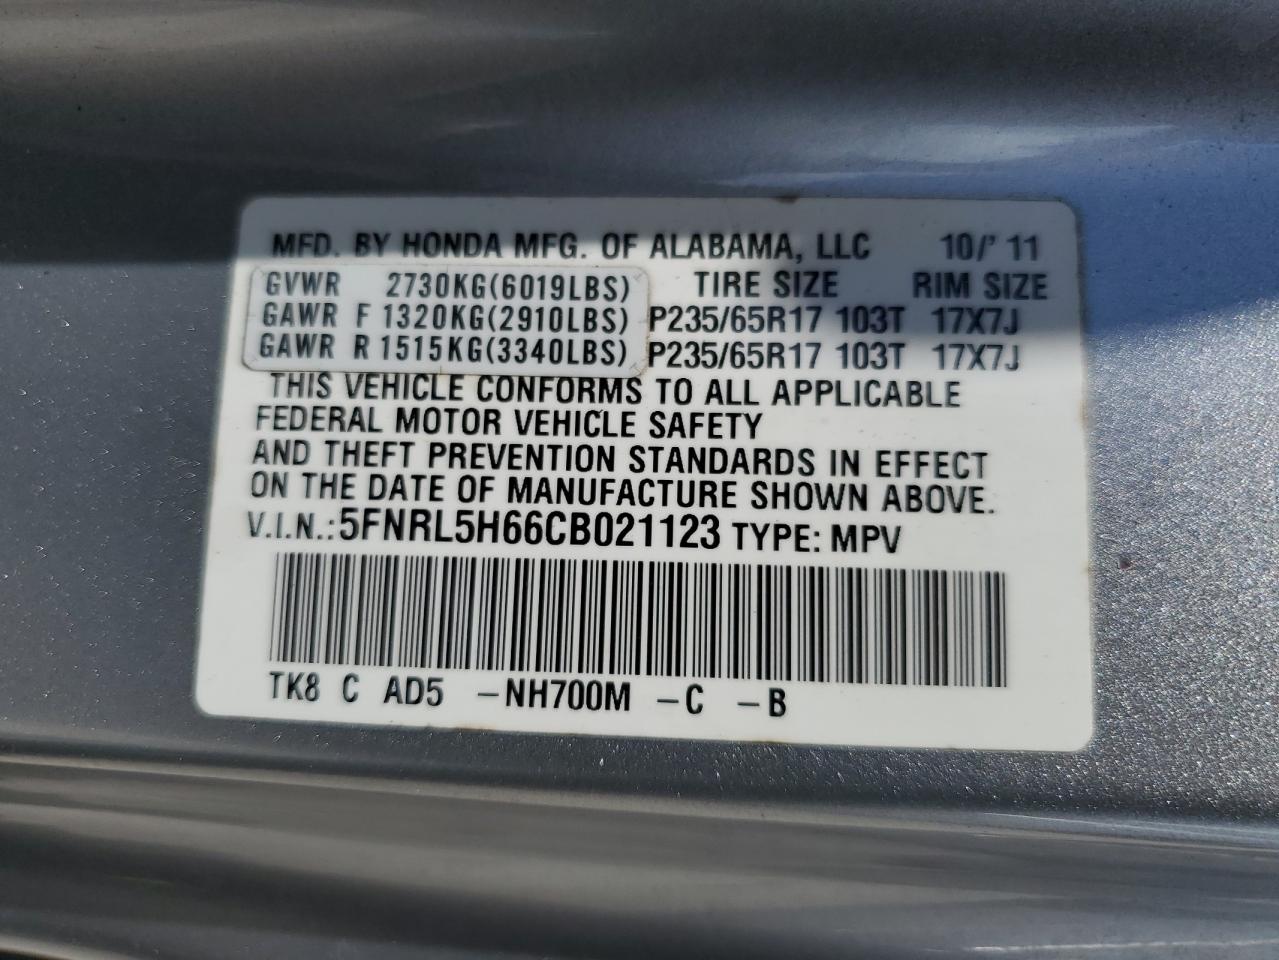 MFD. BY HONDA MFG. OF ALABAMA, LLC 10/'11
GVWR 2730KG(6019LBS) TIRE SIZE RIM SIZE
GAWR F 1320KG(2910LBS) P235/65R17 103T 17X7J
GAWR R 1515KG(3340LBS) P235/65R17 103T 17X7J
THIS VEHICLE CONFORMS TO ALL APPLICABLE
FEDERAL MOTOR VEHICLE SAFETY
AND THEFT PREVENTION STANDARDS IN EFFECT
ON THE DATE OF MANUFACTURE SHOWN ABOVE.
V.I.N.: 5FNRL5H66CB021123 TYPE: MPV
TK8 C AD5 -NH700M -C -B